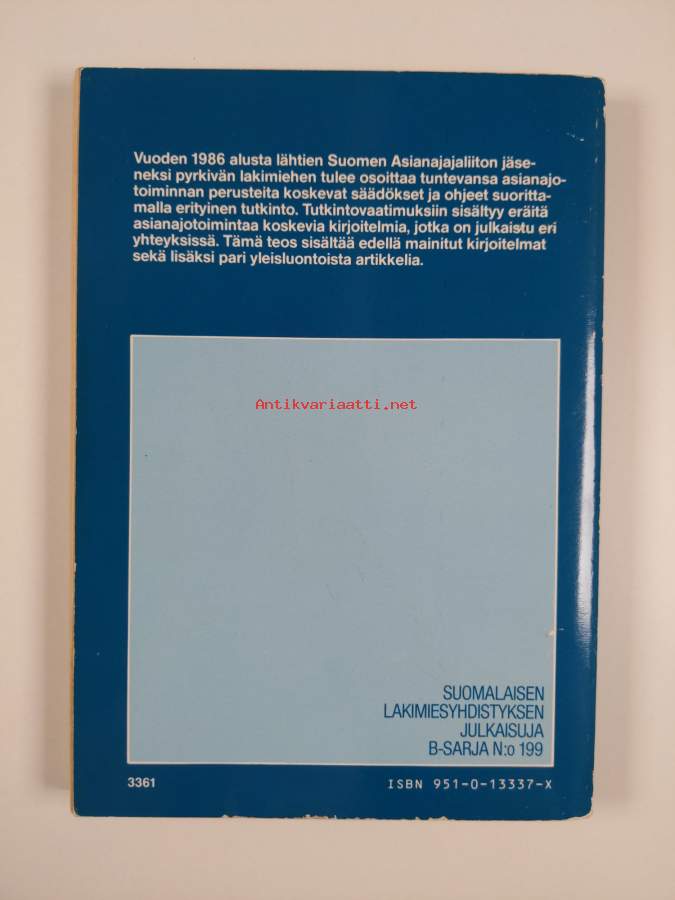 Vuoden 1986 alusta lähtien Suomen Asianajajaliiton jäse-
neksi pyrkivän lakimiehen tulee osoittaa tuntevansa asianajo-
toiminnan perusteita koskevat säädökset ja ohjeet suoritta-
malla erityinen tutkinto. Tutkintovaatimuksiin sisältyy eräitä
asianajotoimintaa koskevia kirjoitelmia, jotka on julkaistu eri
yhteyksissä. Tämä teos sisältää edellä mainitut kirjoitelmat
sekä lisäksi pari yleisluontoista artikkelia.
Antikvariaatti.net
SUOMALAISEN
LAKIMIESYHDISTYKSEN
JULKAISUJA
B-SARJA N:o 199
3361 ISBN 951-0-13337-X